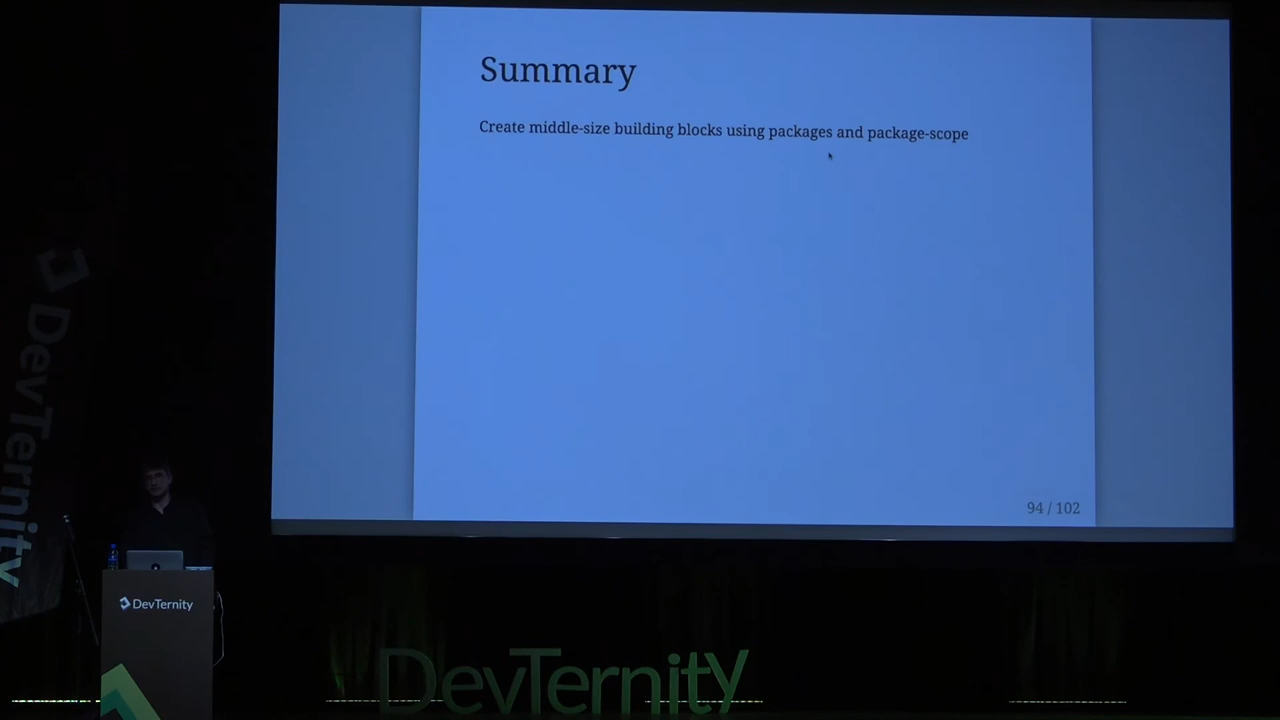 Summary
Create middle-size building blocks using packages and package-scope
94 / 102
DevTernity
DevTernity
DevTernity